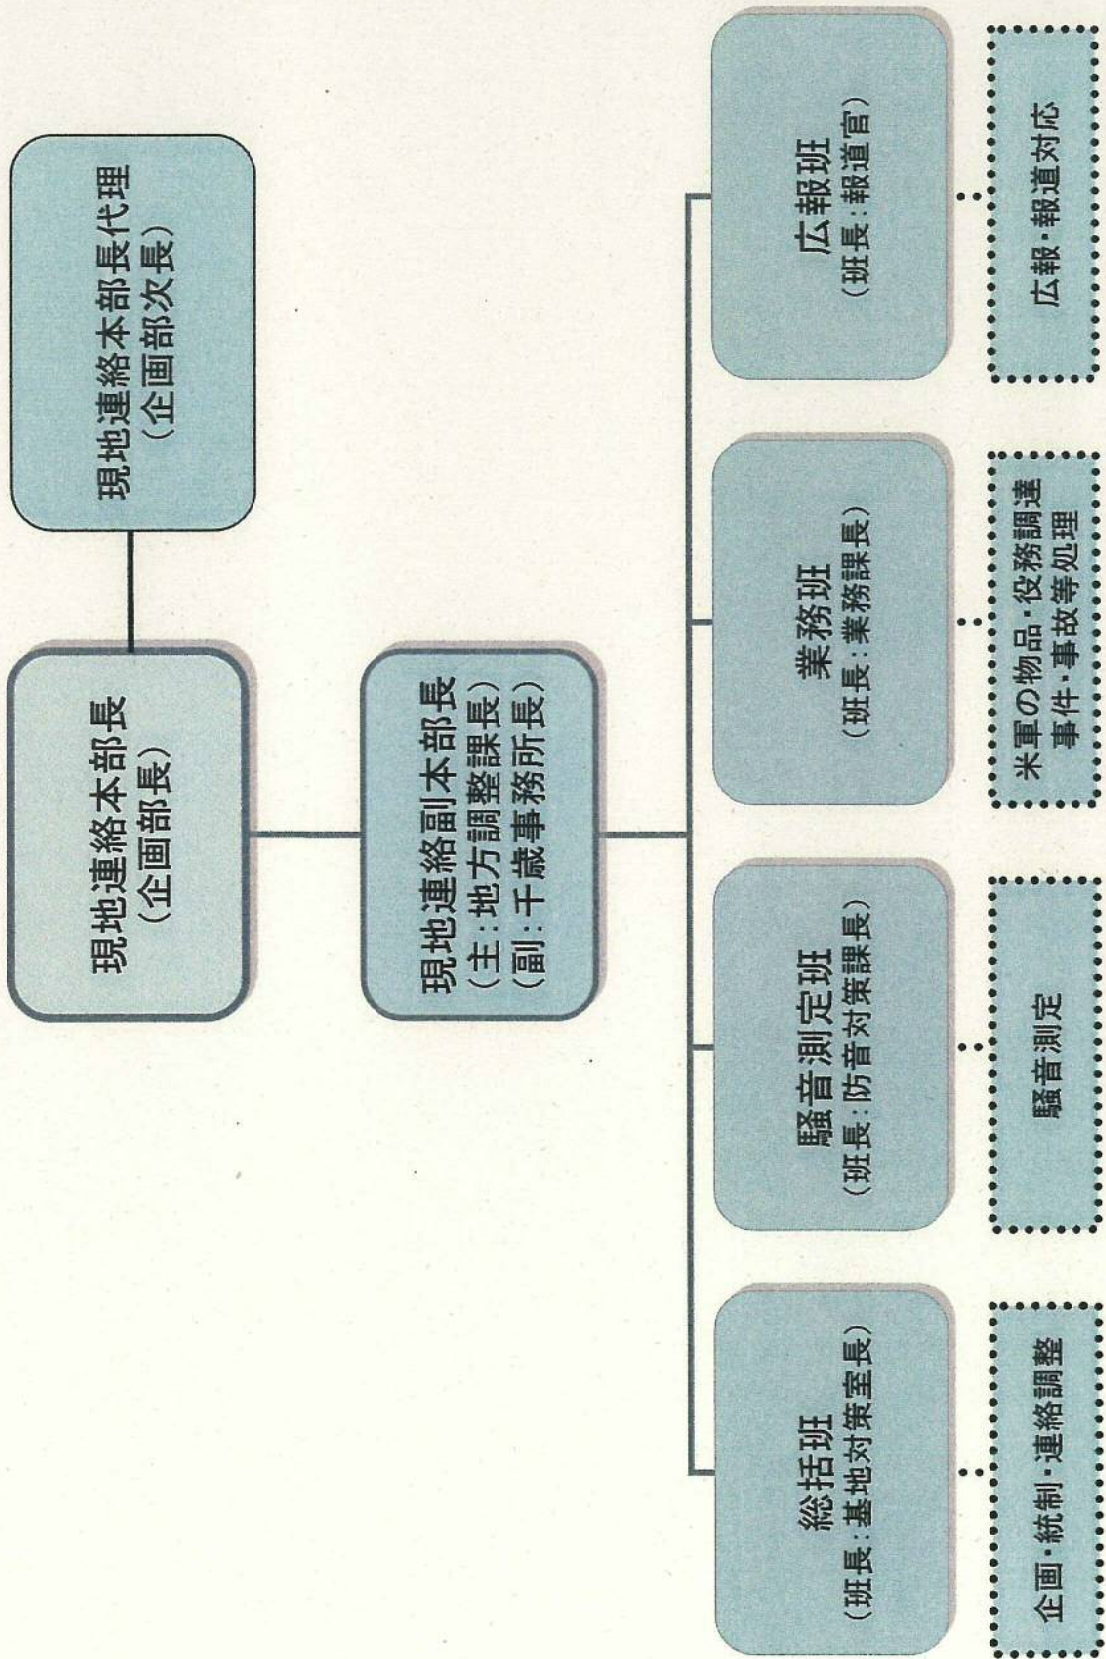 現地連絡本部長
(企画部長)
現地連絡本部長代理
(企画部次長)
現地連絡副本部長
(主:地方調整課長)
(副:千歳事務所長)
総括班
(班長:基地対策室長)
騒音測定班
(班長:防音対策課長)
業務班
(班長:業務課長)
広報班
(班長:報道官)
企画・統制・連絡調整
騒音測定
米軍の物品・役務調達
事件・事故等処理
広報・報道対応